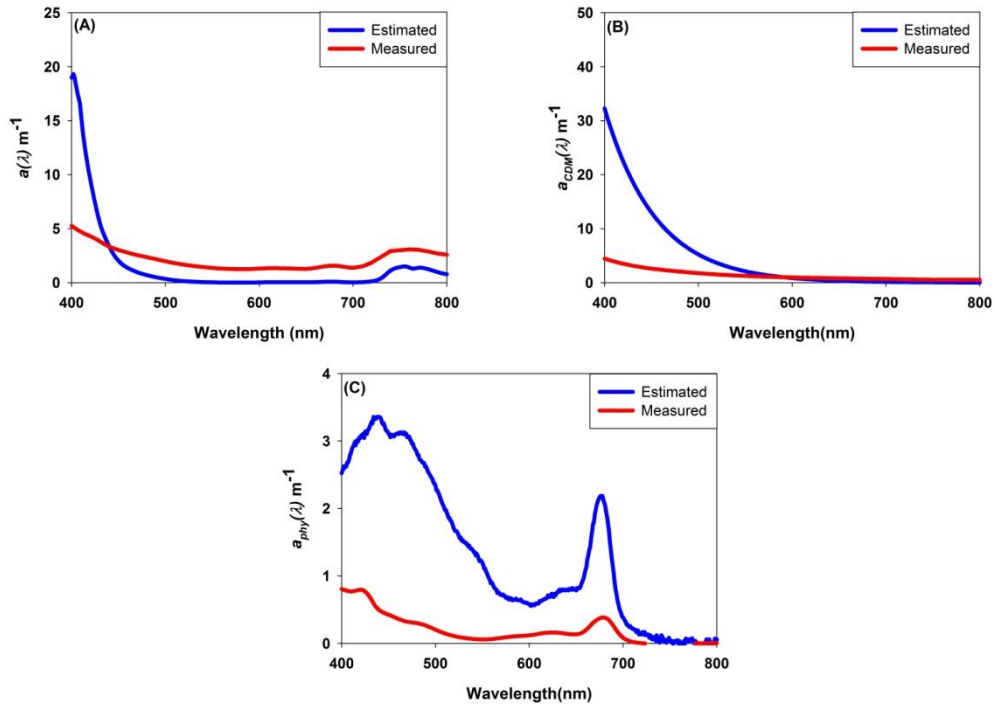 (A)
Estimated
Measured
25
20
15
10
5
0
a(λ) m-1
400 500 600 700 800
Wavelength (nm)
(B)
Estimated
Measured
50
40
30
20
10
0
aCDM(λ) m-1
400 500 600 700 800
Wavelength(nm)
(C)
Estimated
Measured
4
3
2
1
0
aphy(λ) m-1
400 500 600 700 800
Wavelength(nm)